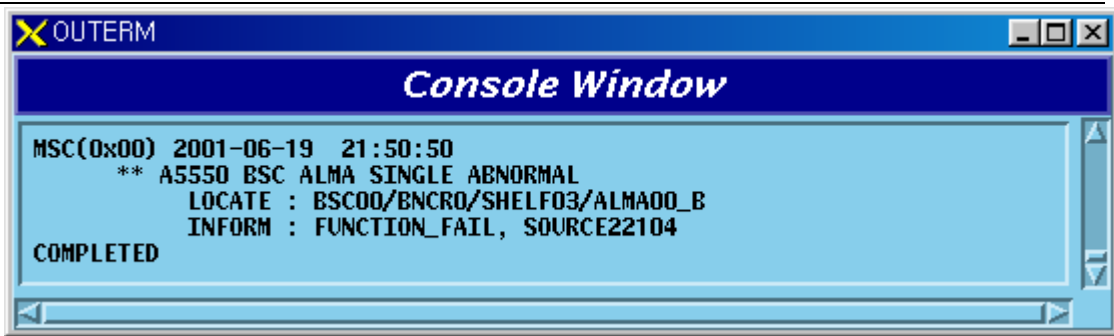 OUTERM
Console Window
MSC(0x00) 2001-06-19 21:50:50
** A5550 BSC ALMA SINGLE ABNORMAL
LOCATE : BSC00/BNCR0/SHELF03/ALMA00_B
INFORM : FUNCTION_FAIL, SOURCE22104
COMPLETED